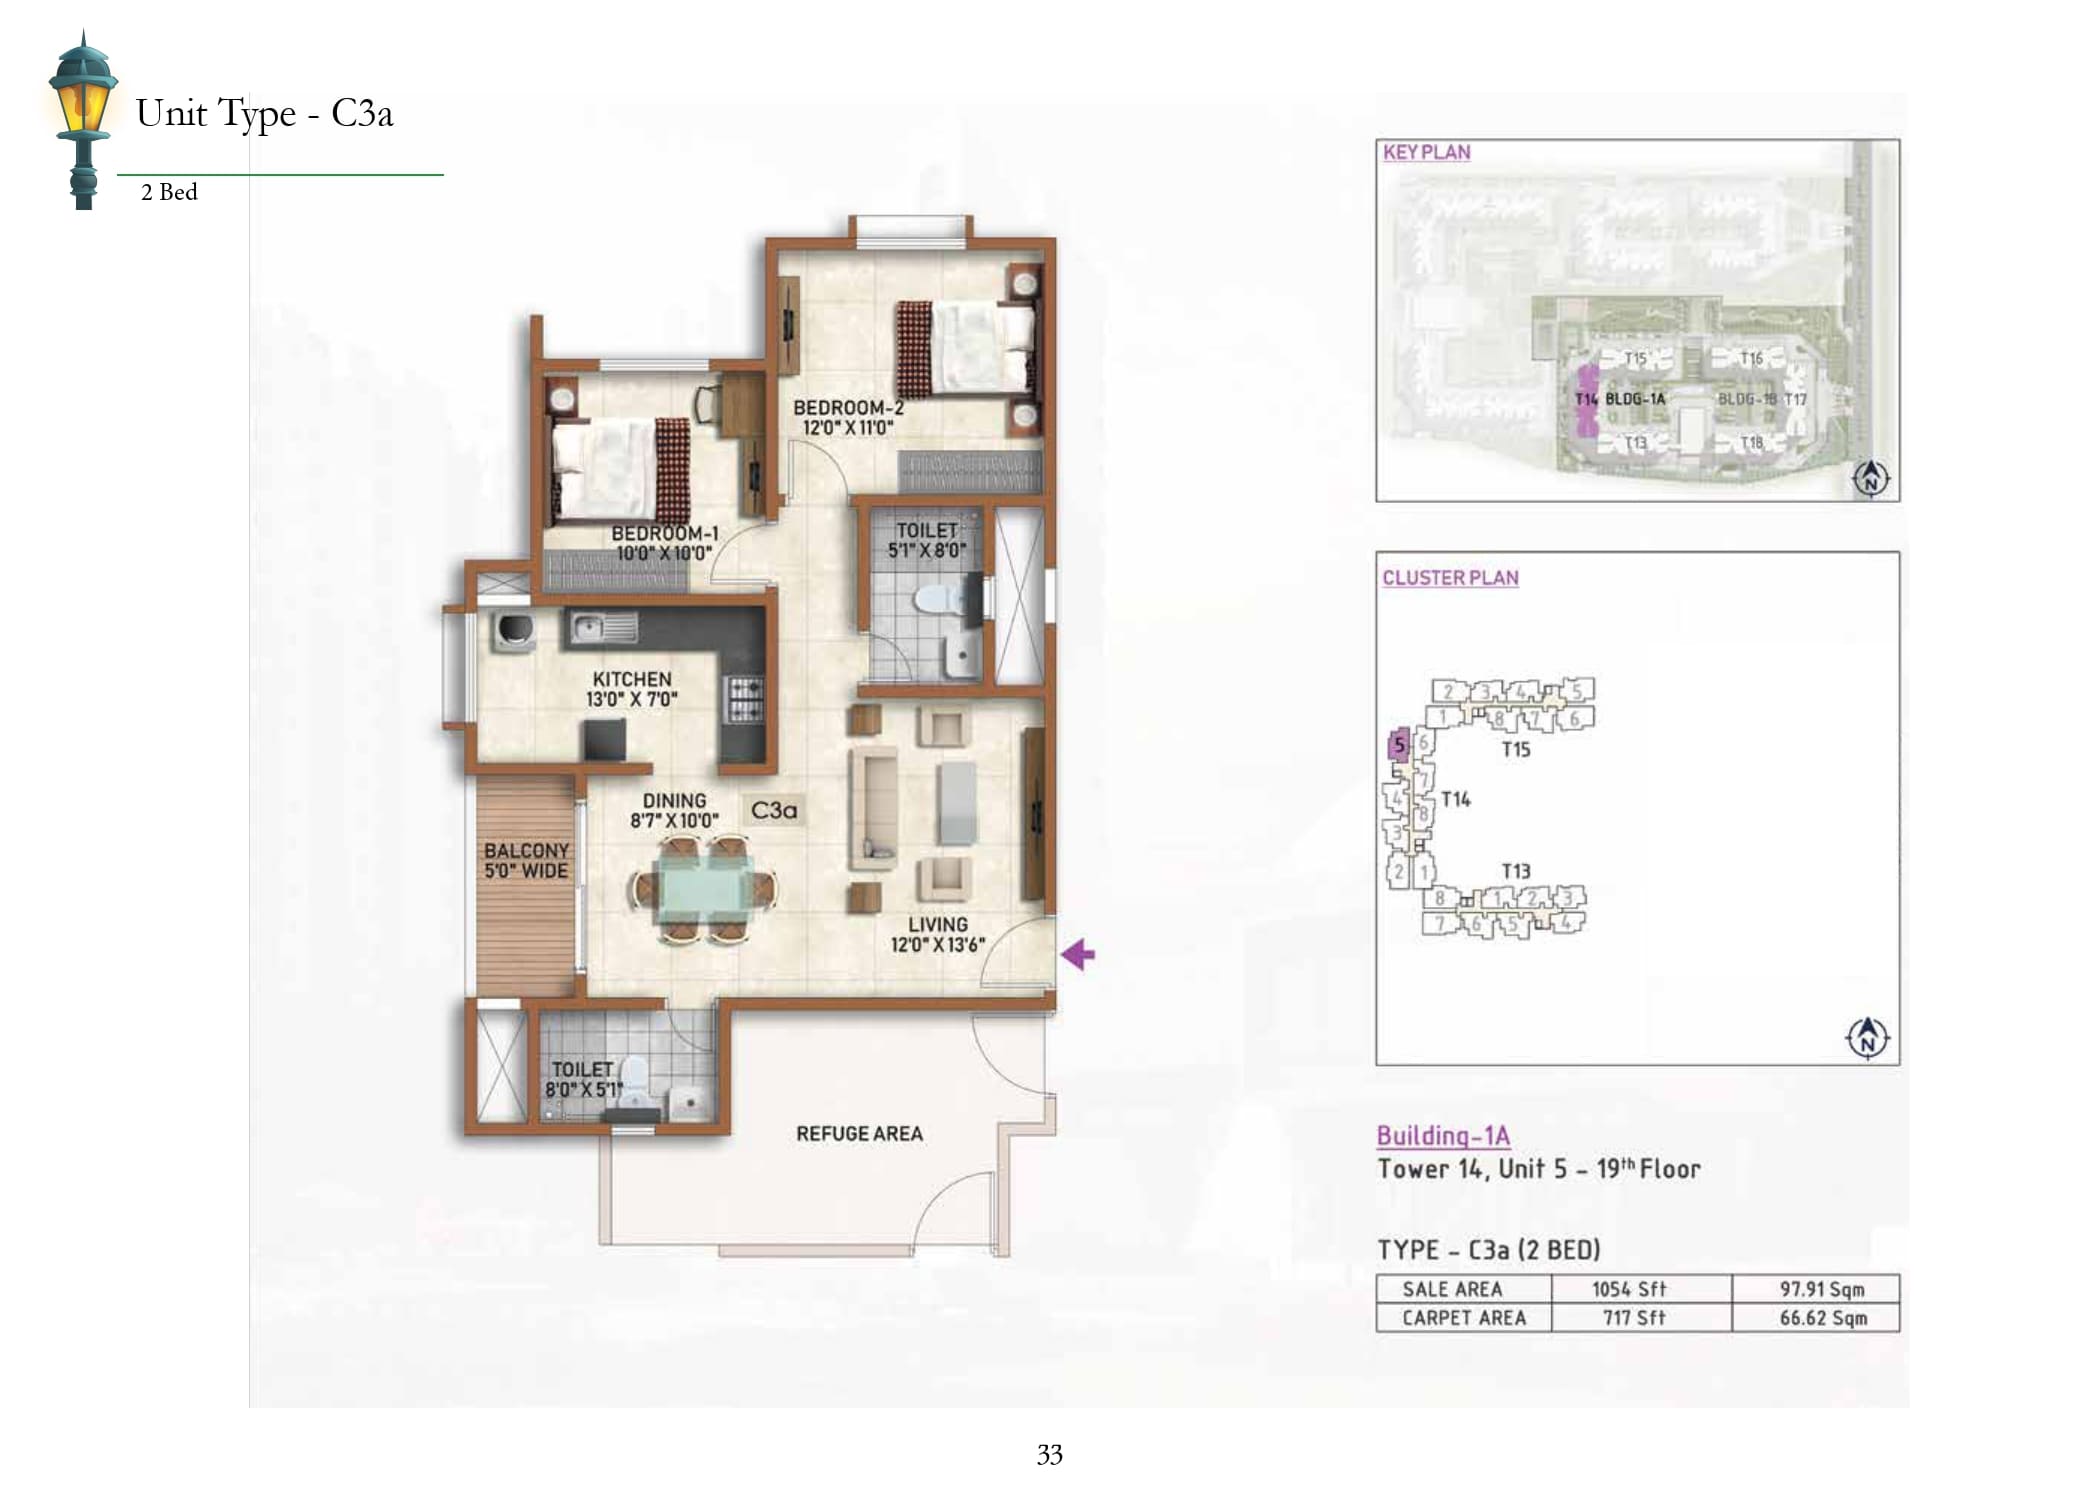 Unit Type - C3a
2 Bed
BEDROOM-2
12'0" X 11'0"
BEDROOM-1
10'0" X 10'0"
TOILET
5'1" X 8'0"
KITCHEN
13'0" X 7'0"
DINING
8'7" X 10'0"
C3a
BALCONY
5'0" WIDE
LIVING
12'0" X 13'6"
TOILET
8'0" X 5'1"
REFUGE AREA
KEY PLAN
T15
T16
T14 BLDG-1A
BLDG-1B T17
T13
T18
N
CLUSTER PLAN
2 3 4 5
1 8 7 6
T15
5 6
7
4
T14
8
3
2 1
T13
8 1 2 3
7 6 5 4
N
Building-1A
Tower 14, Unit 5 - 19th Floor
TYPE - C3a (2 BED)
SALE AREA 1054 Sft 97.91 Sqm
CARPET AREA 717 Sft 66.62 Sqm
33